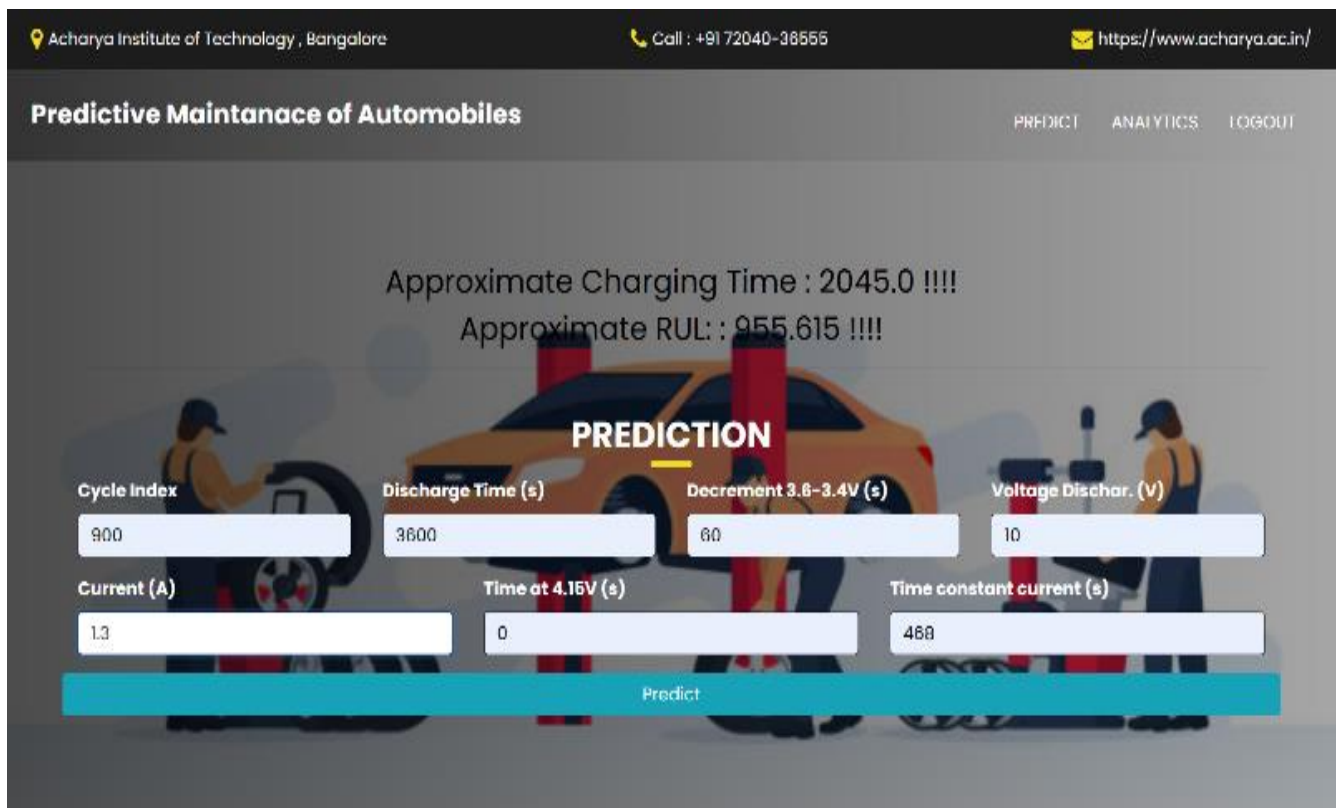 Acharya Institute of Technology , Bangalore
Call : +91 72040-36555
https://www.acharya.ac.in/
Predictive Maintanace of Automobiles
PREDICT ANALYTICS LOGOUT
Approximate Charging Time : 2045.0 !!!!
Approximate RUL: : 955.615 !!!!
PREDICTION
Cycle Index Discharge Time (s) Decrement 3.6-3.4V (s) Voltage Dischar. (V)
900 3600 60 10
Current (A) Time at 4.15V (s) Time constant current (s)
1.3 0 468
Predict